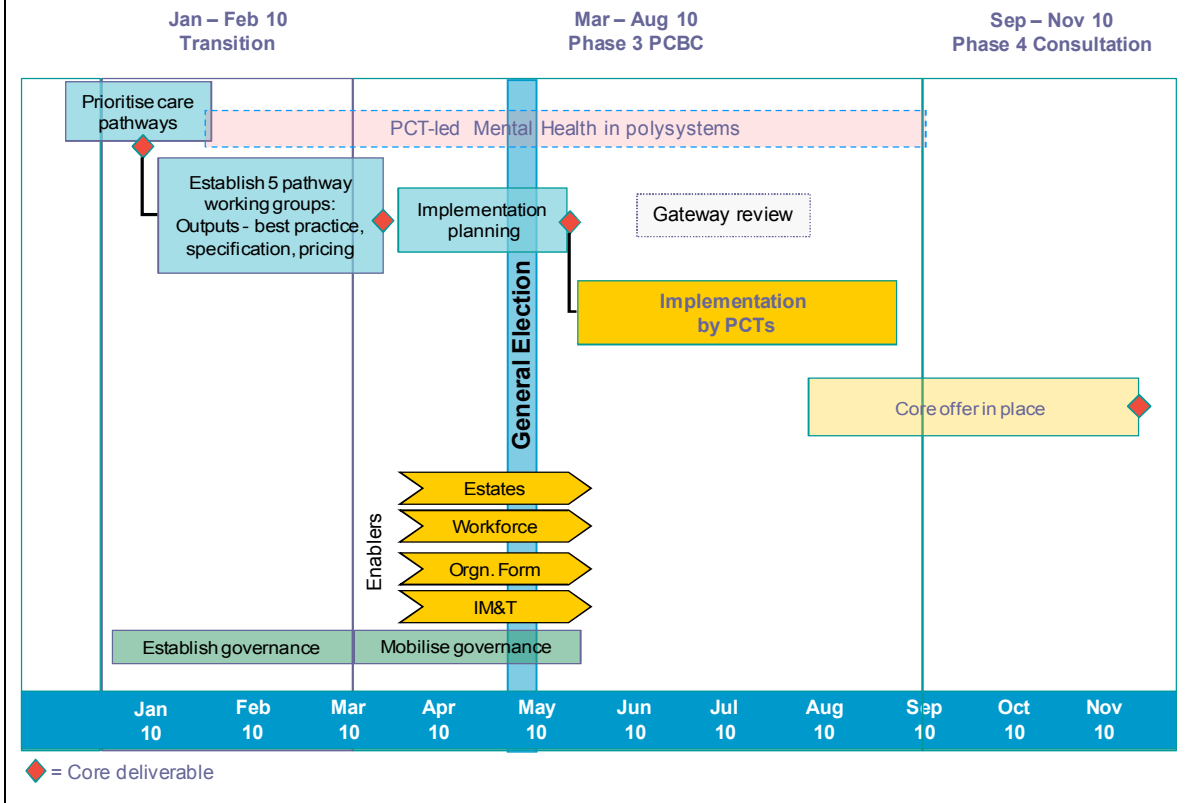 Jan – Feb 10
Transition
Mar – Aug 10
Phase 3 PCBC
Sep – Nov 10
Phase 4 Consultation
Prioritise care
pathways
PCT-led Mental Health in polysystems
Establish 5 pathway
working groups:
Outputs - best practice,
specification, pricing
Implementation
planning
Gateway review
General Election
Implementation
by PCTs
Core offer in place
Enablers
Estates
Workforce
Orgn. Form
IM&T
Establish governance
Mobilise governance
Jan
10
Feb
10
Mar
10
Apr
10
May
10
Jun
10
Jul
10
Aug
10
Sep
10
Oct
10
Nov
10
= Core deliverable